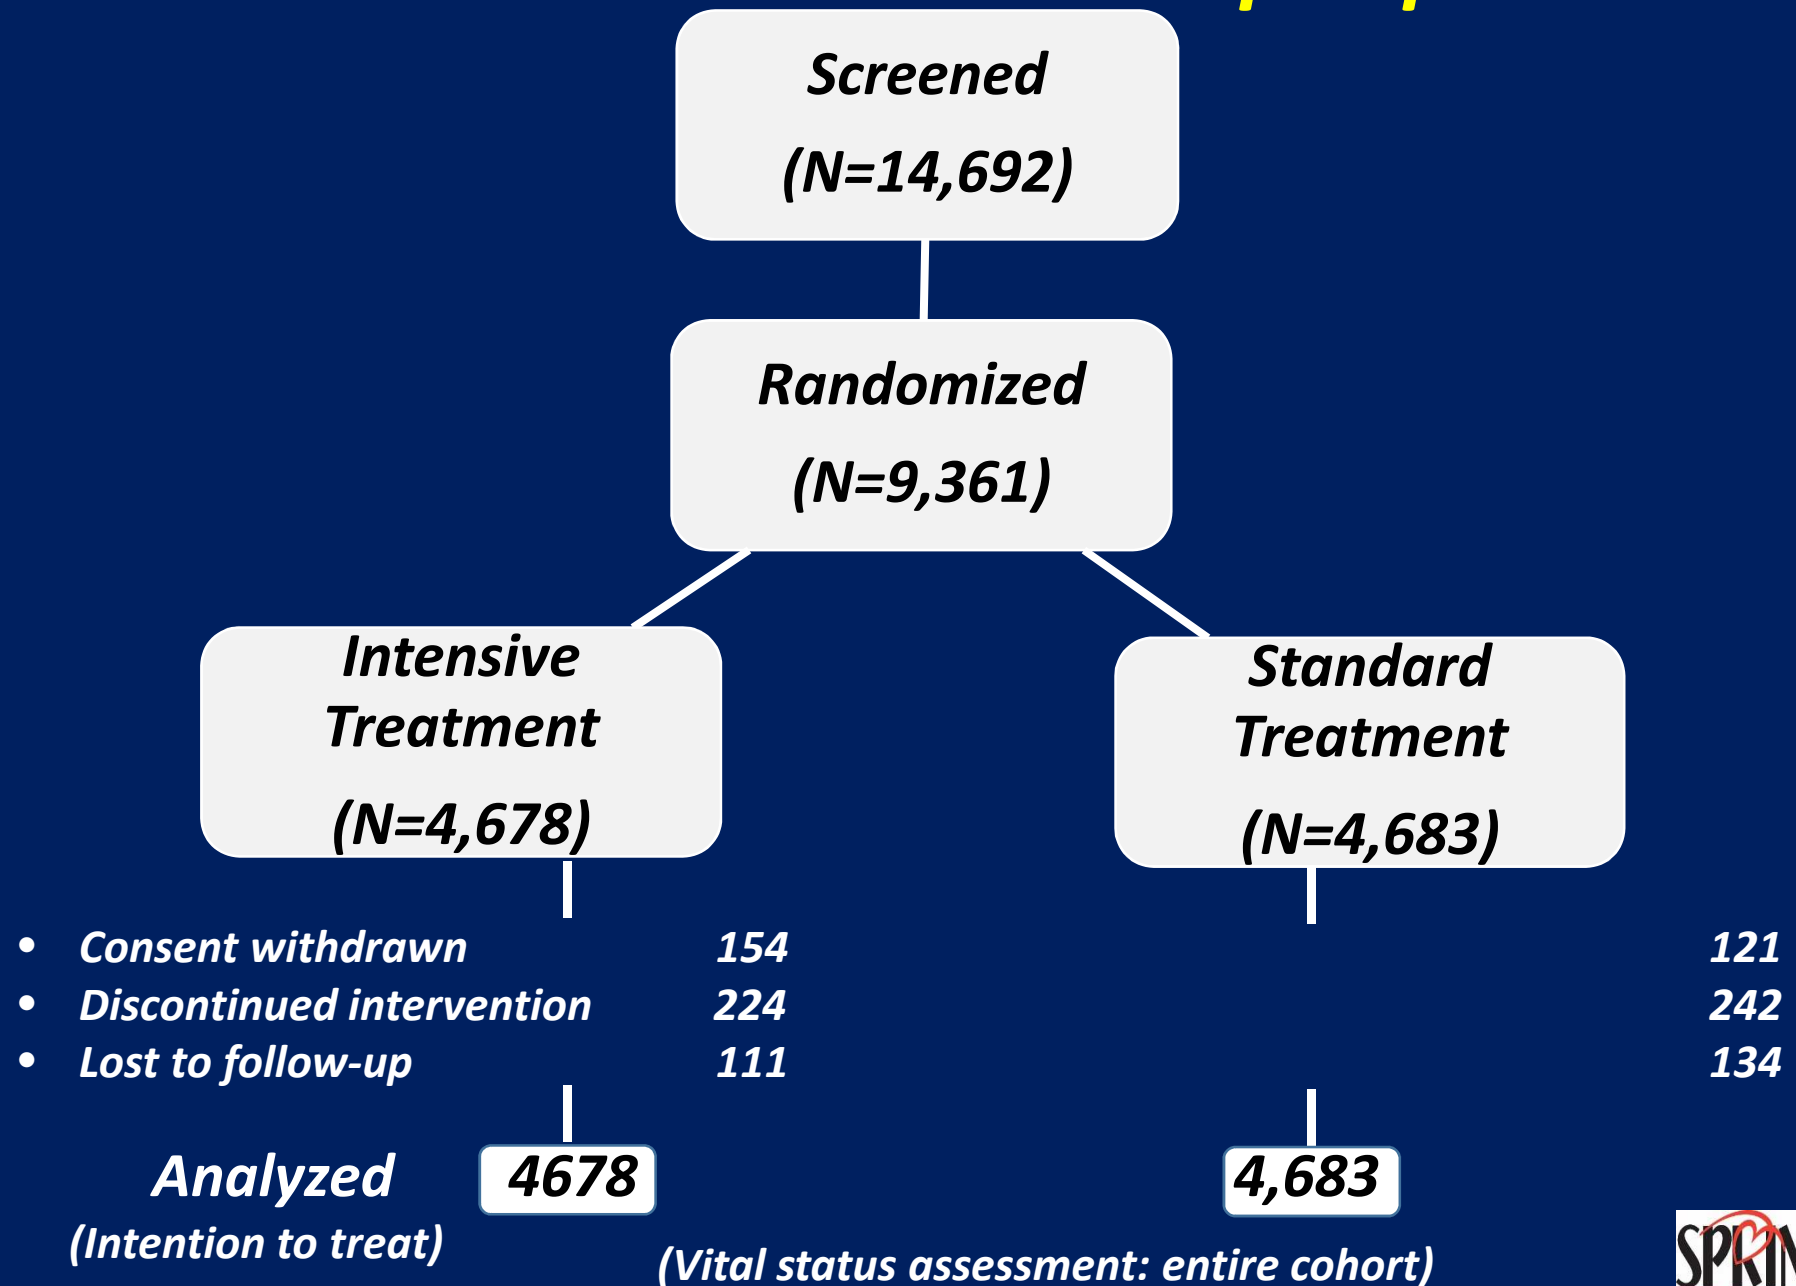 Screened
(N=14,692)
Randomized
(N=9,361)
Intensive
Treatment
(N=4,678)
Standard
Treatment
(N=4,683)
• Consent withdrawn 154 121
• Discontinued intervention 224 242
• Lost to follow-up 111 134
Analyzed 4678 4,683
(Intention to treat)
(Vital status assessment: entire cohort)
SPRIN